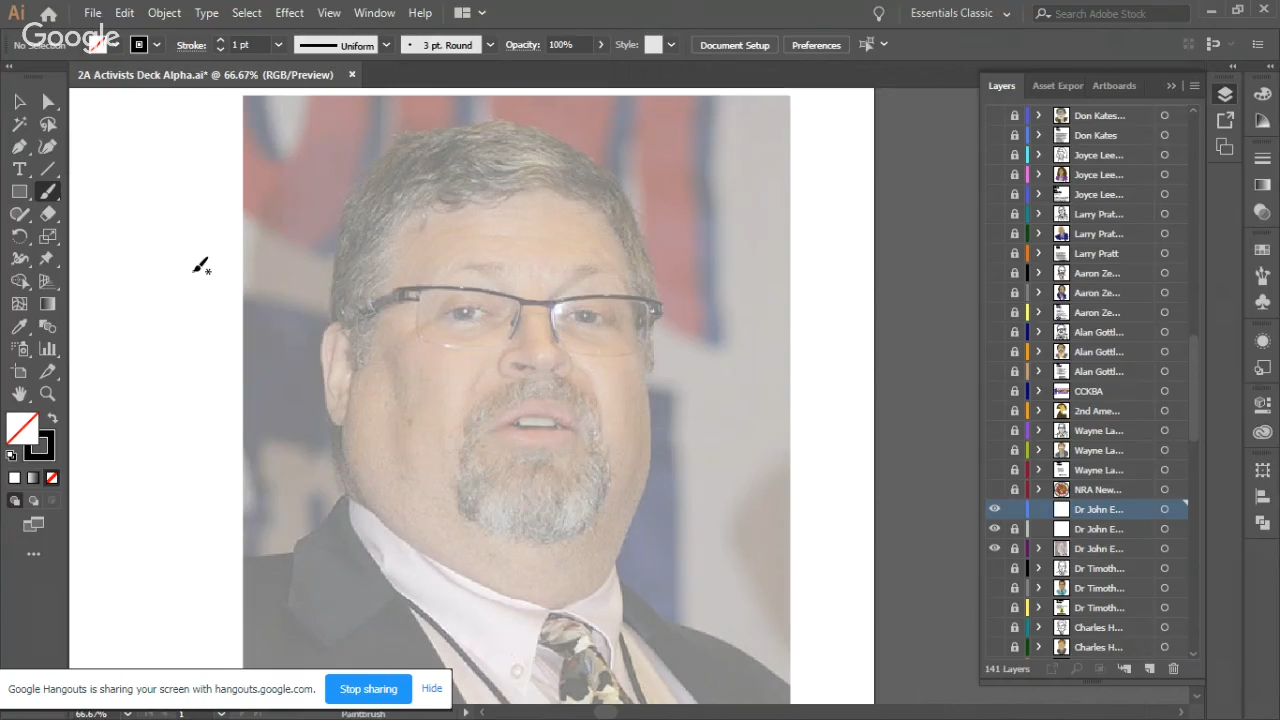 Ai File Edit Object Type Select Effect View Window Help Essentials Classic Search Adobe Stock
Google
No Selection Stroke: 1 pt Uniform 3 pt. Round Opacity: 100% Style: Document Setup Preferences
2A Activists Deck Alpha.ai* @ 66.67% (RGB/Preview)
Layers Asset Expor Artboards
Don Kates...
Don Kates
Joyce Lee...
Joyce Lee...
Joyce Lee...
Larry Prat...
Larry Prat...
Larry Pratt
Aaron Ze...
Aaron Ze...
Aaron Ze...
Alan Gottl...
Alan Gottl...
Alan Gottl...
CCKBA
2nd Ame...
Wayne La...
Wayne La...
Wayne La...
NRA New...
Dr John E...
Dr John E...
Dr John E...
Dr Timoth...
Dr Timoth...
Dr Timoth...
Charles H...
Charles H...
141 Layers
Google Hangouts is sharing your screen with hangouts.google.com. Stop sharing Hide
66.67% 1 Paintbrush